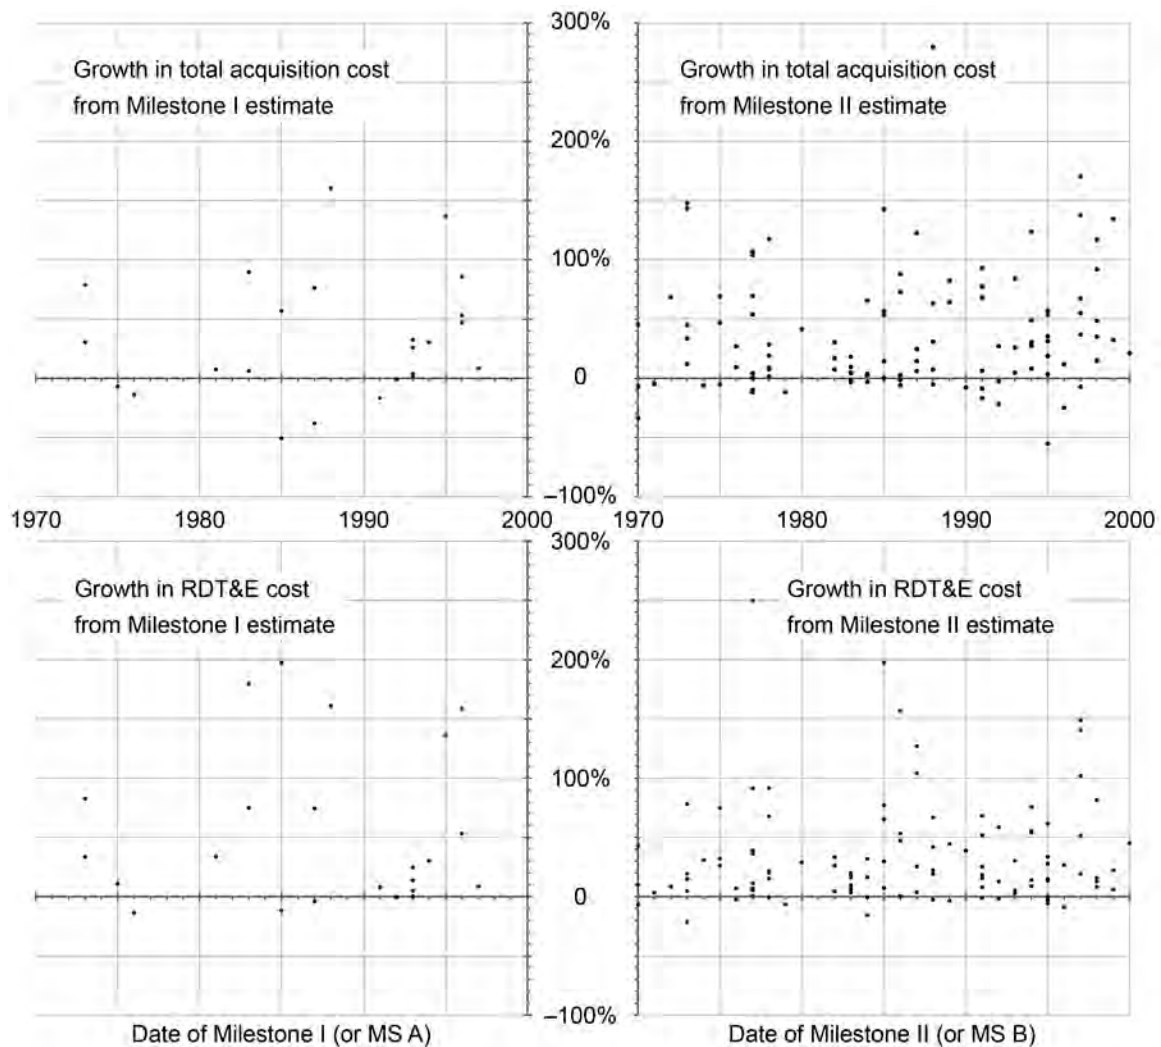 300%
Growth in total acquisition cost
from Milestone I estimate
Growth in total acquisition cost
from Milestone II estimate
200%
100%
0
–100%
1970
1980
1990
2000
1970
1980
1990
2000
300%
Growth in RDT&E cost
from Milestone I estimate
Growth in RDT&E cost
from Milestone II estimate
200%
100%
0
–100%
Date of Milestone I (or MS A)
Date of Milestone II (or MS B)